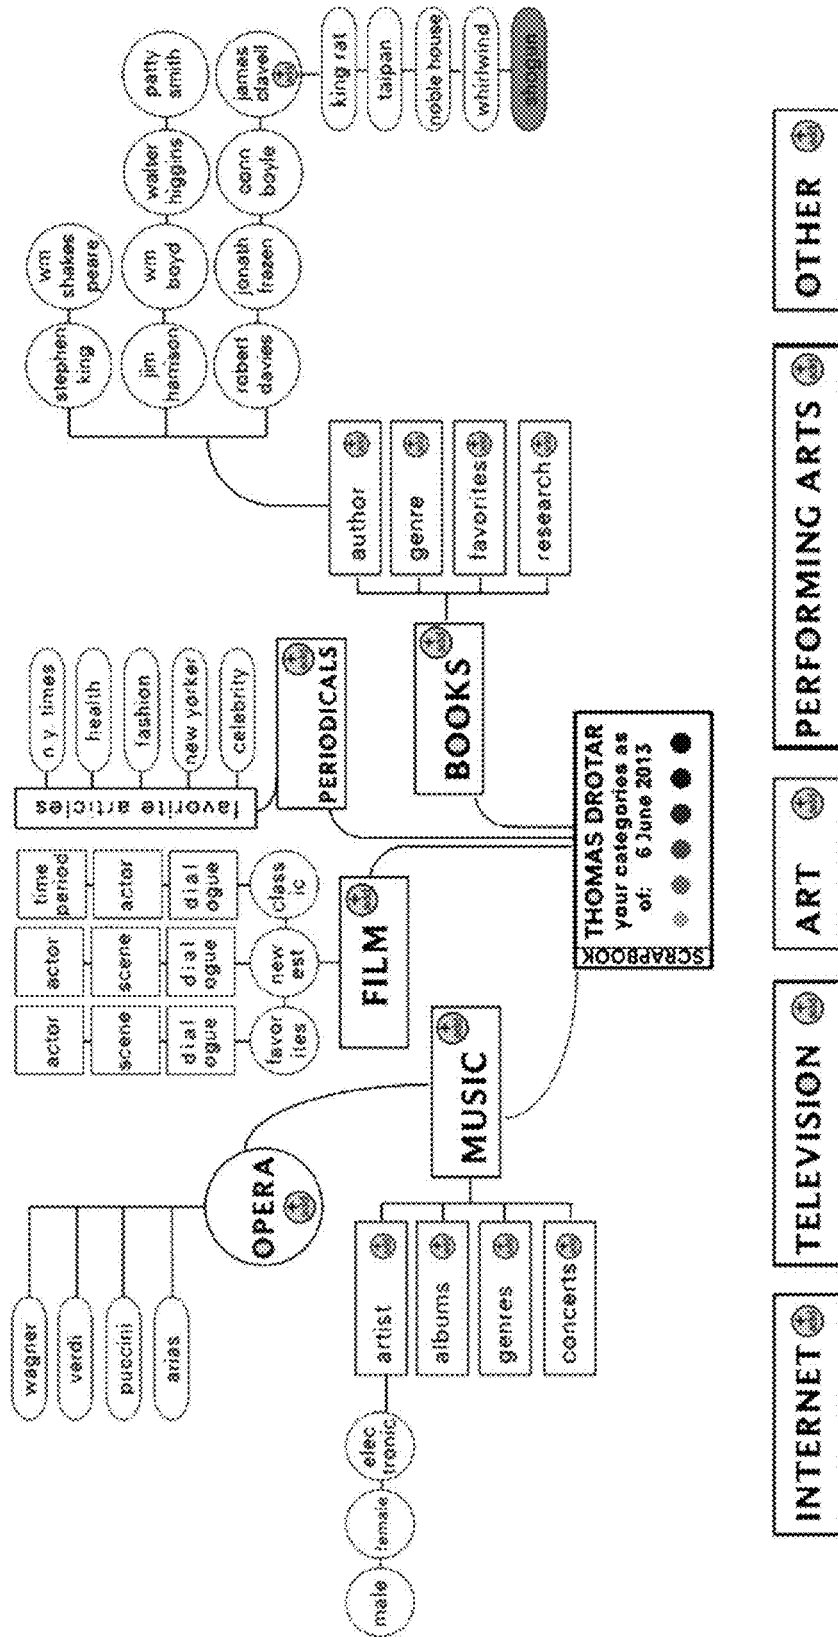 wagner
verdi
puccini
arias
OPERA
actor
scene
dial
ogue
favor
ites
actor
scene
dial
ogue
new
est
time
period
actor
dial
ogue
class
ic
FILM
favorite articles
n.y. times
health
fashion
new yorker
celebrity
PERIODICALS
stephen
king
wm
shakes
peare
jim
harrison
wm
boyd
walter
higgins
patty
smith
robert
davies
jonath
frazen
conn
boyle
james
clavell
king rat
taipan
noble house
whirlwind
male
female
elec
tronic
artist
albums
genres
concerts
MUSIC
BOOKS
author
genre
favorites
research
SCRAPBOOK
THOMAS DROTAR
your categories as
of: 6 June 2013
INTERNET
TELEVISION
ART
PERFORMING ARTS
OTHER